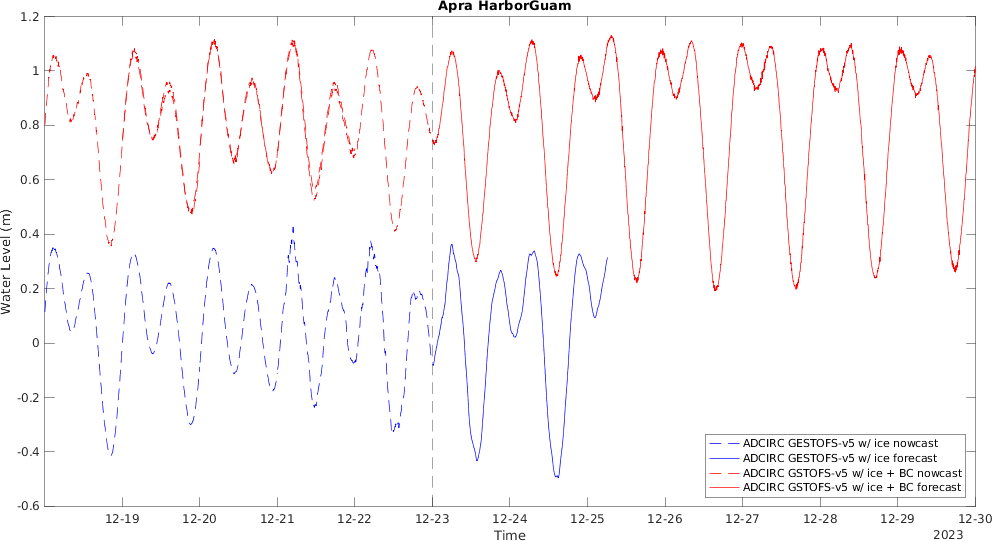 Apra HarborGuam
1.2
1
0.8
0.6
0.4
0.2
0
-0.2
-0.4
-0.6
Water Level (m)
ADCIRC GESTOFS-v5 w/ ice nowcast
ADCIRC GESTOFS-v5 w/ ice forecast
ADCIRC GSTOFS-v5 w/ ice + BC nowcast
ADCIRC GSTOFS-v5 w/ ice + BC forecast
12-19 12-20 12-21 12-22 12-23 12-24 12-25 12-26 12-27 12-28 12-29 12-30
Time
2023